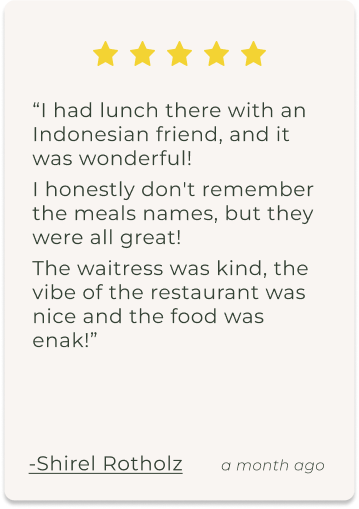 “I had lunch there with an
Indonesian friend, and it
was wonderful!
I honestly don't remember
the meals names, but they
were all great!
The waitress was kind, the
vibe of the restaurant was
nice and the food was
enak!”
-Shirel Rotholz a month ago